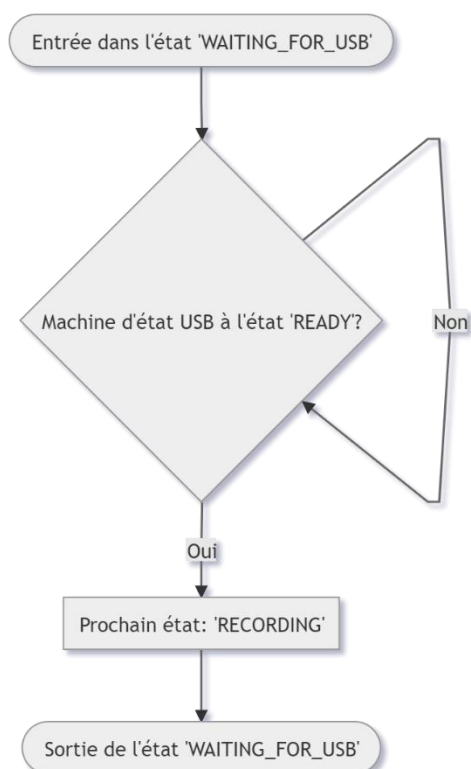 Entrée dans l'état 'WAITING_FOR_USB'
Machine d'état USB à l'état 'READY'?
Non
Oui
Prochain état: 'RECORDING'
Sortie de l'état 'WAITING_FOR_USB'